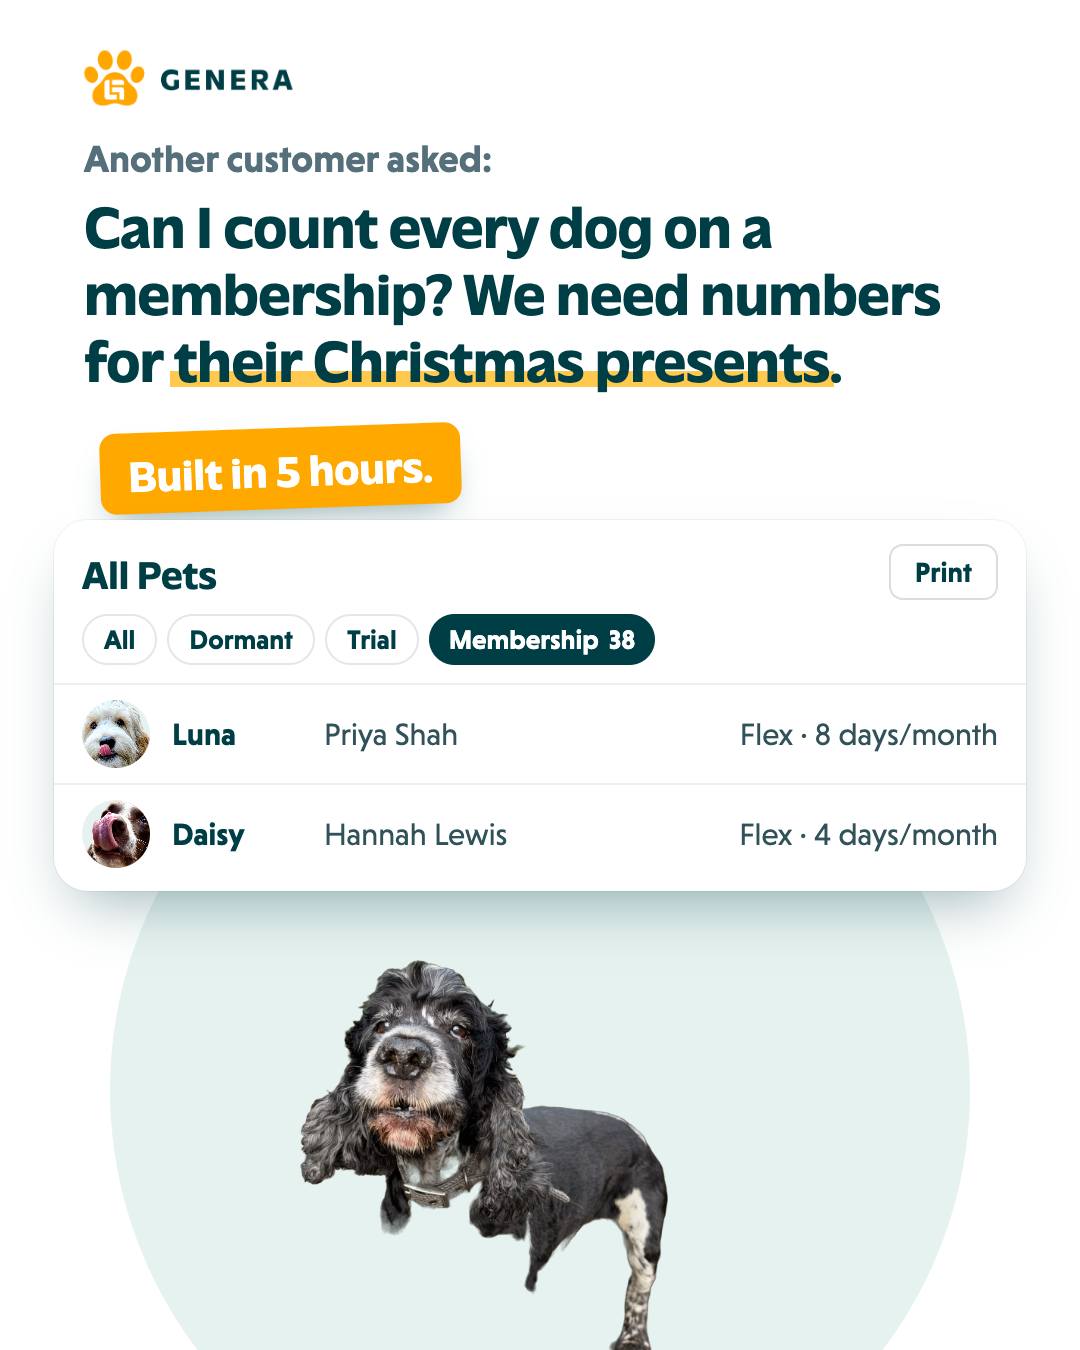 GENERA
Another customer asked:
Can I count every dog on a
membership? We need numbers
for their Christmas presents.
Built in 5 hours.
All Pets
Print
All
Dormant
Trial
Membership 38
Luna
Priya Shah
Flex · 8 days/month
Daisy
Hannah Lewis
Flex · 4 days/month